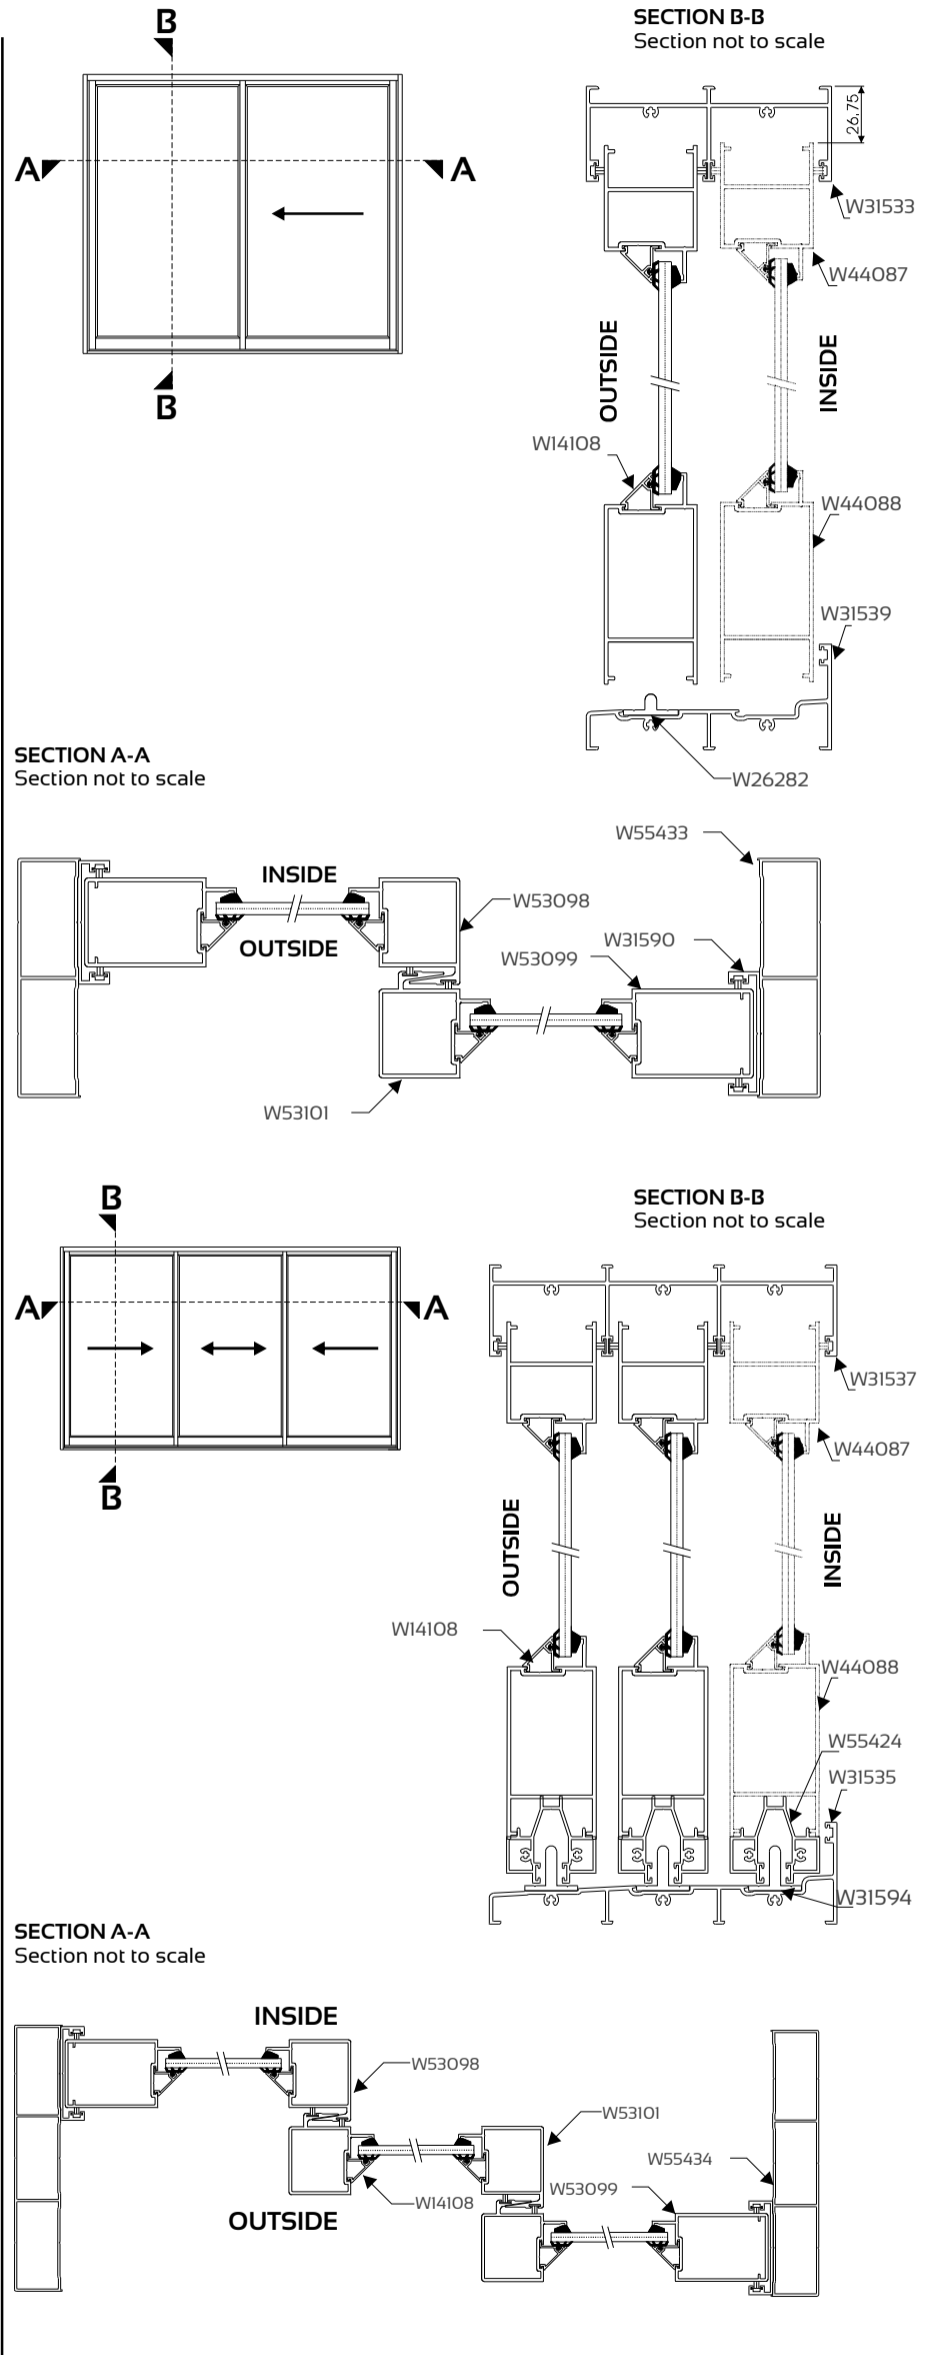 B
SECTION B-B
Section not to scale
26.75
A
A
W31533
W44087
OUTSIDE
INSIDE
B
W14108
W44088
W31539
SECTION A-A
Section not to scale
W26282
W55433
INSIDE
W53098
OUTSIDE
W31590
W53099
W53101
B
SECTION B-B
Section not to scale
A
A
W31537
W44087
B
OUTSIDE
INSIDE
W14108
W44088
W55424
W31535
W31594
SECTION A-A
Section not to scale
INSIDE
W53098
W53101
W55434
W53099
W14108
OUTSIDE